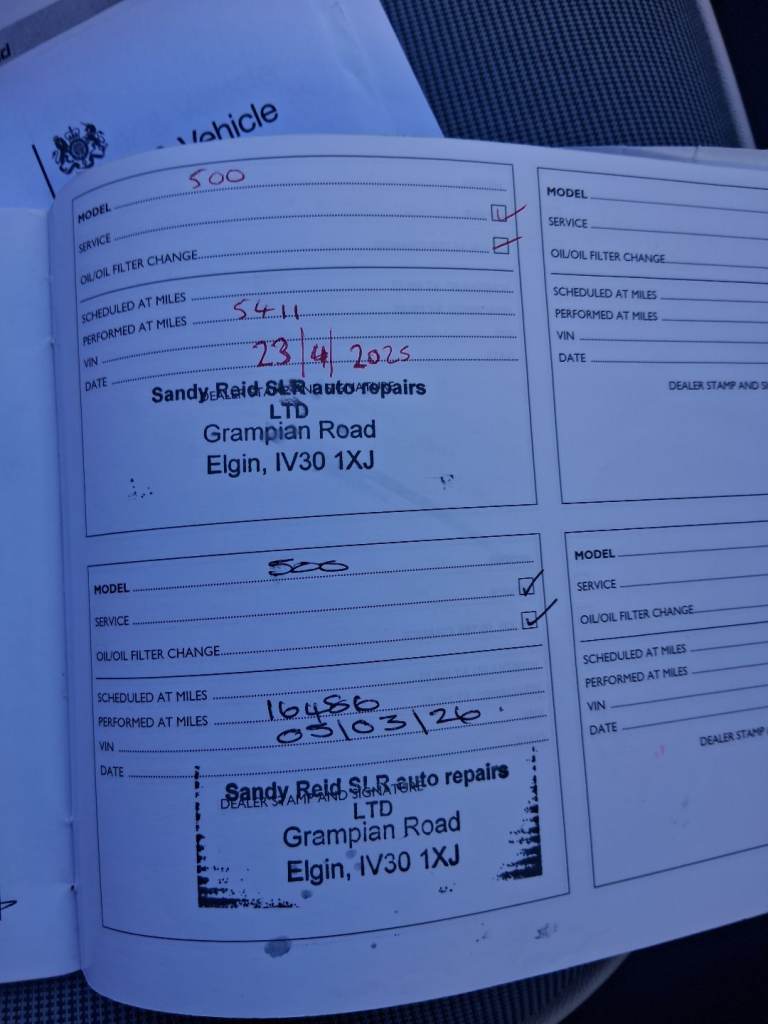 d
Vehicle
MODEL 500
SERVICE
OIL/OIL FILTER CHANGE
SCHEDULED AT MILES
PERFORMED AT MILES 5411
VIN
DATE 23/4/2025
DEALER STAMP AND SIGNATURE
Sandy Reid SLR auto repairs
LTD
Grampian Road
Elgin, IV30 1XJ
MODEL
SERVICE
OIL/OIL FILTER CHANGE
SCHEDULED AT MILES
PERFORMED AT MILES
VIN
DATE
DEALER STAMP AND SI
MODEL 500
SERVICE
OIL/OIL FILTER CHANGE
SCHEDULED AT MILES
PERFORMED AT MILES 16486
VIN
DATE 05/03/26
DEALER STAMP AND SIGNATURE
Sandy Reid SLR auto repairs
LTD
Grampian Road
Elgin, IV30 1XJ
MODEL
SERVICE
OIL/OIL FILTER CHANGE
SCHEDULED AT MILES
PERFORMED AT MILES
VIN
DATE
DEALER STAMP